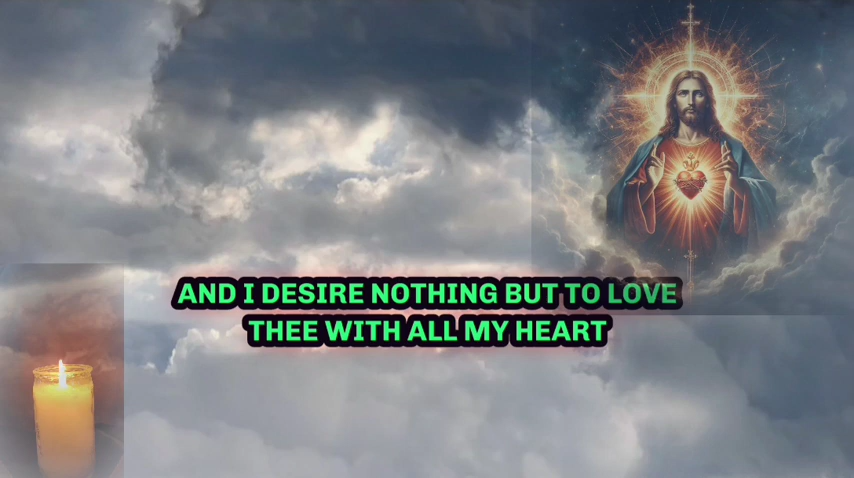 AND I DESIRE NOTHING BUT TO LOVE
THEE WITH ALL MY HEART